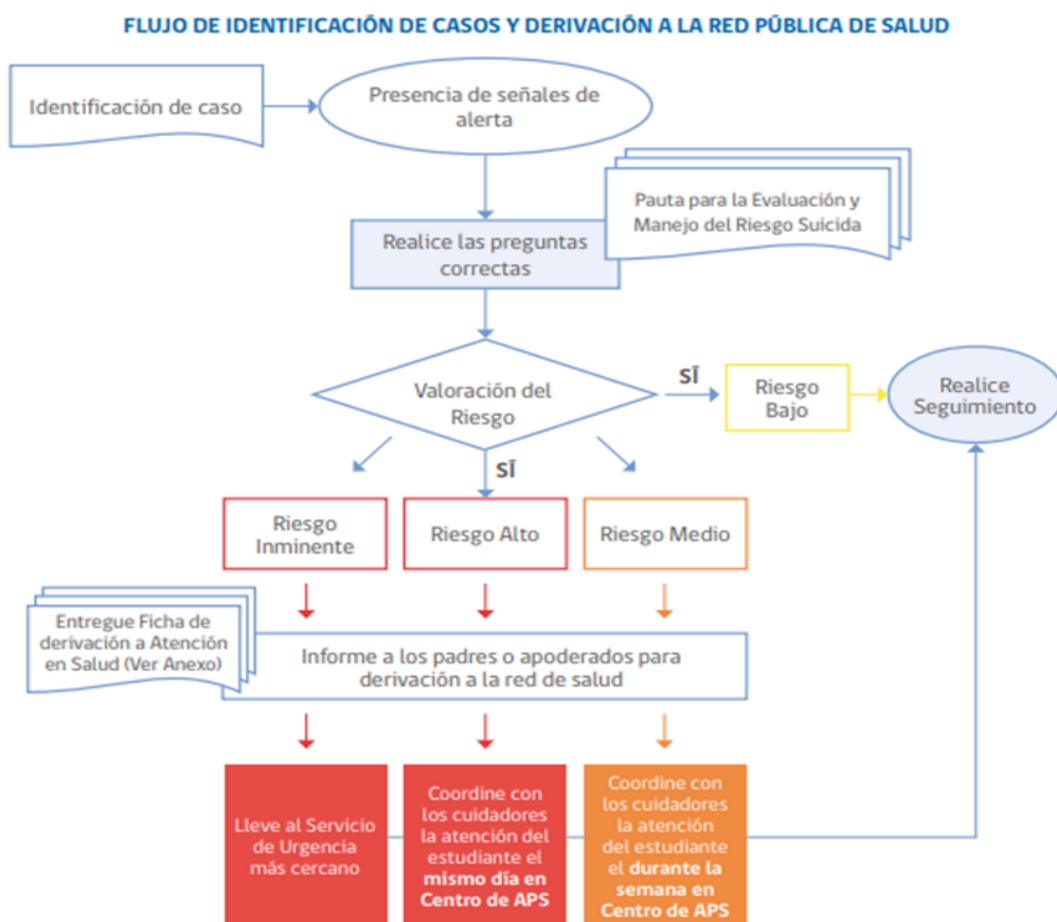 FLUJO DE IDENTIFICACIÓN DE CASOS Y DERIVACIÓN A LA RED PÚBLICA DE SALUD
Identificación de caso
Presencia de señales de
alerta
Pauta para la Evaluación y
Manejo del Riesgo Suicida
Realice las preguntas
correctas
Valoración del
Riesgo
SĪ
Riesgo
Bajo
Realice
Seguimiento
SĪ
Riesgo
Inminente
Riesgo Alto
Riesgo Medio
Entregue Ficha de
derivación a Atención
en Salud (Ver Anexo)
Informe a los padres o apoderados para
derivación a la red de salud
Lleve al Servicio
de Urgencia
más cercano
Coordine con
los cuidadores
la atención del
estudiante el
mismo día en
Centro de APS
Coordine con
los cuidadores
la atención
del estudiante
el durante la
semana en
Centro de APS